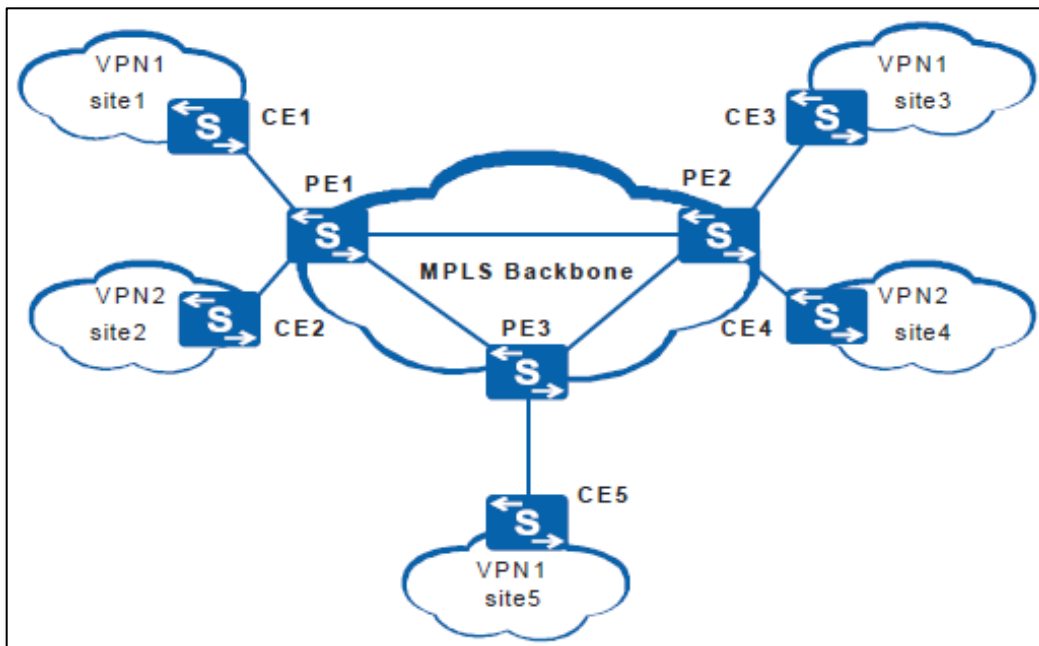 VPN1
site1
CE1
PE1
VPN1
site3
CE3
PE2
MPLS Backbone
VPN2
site2
CE2
PE3
CE4
VPN2
site4
CE5
VPN1
site5
S
S
S
S
S
S
S
S